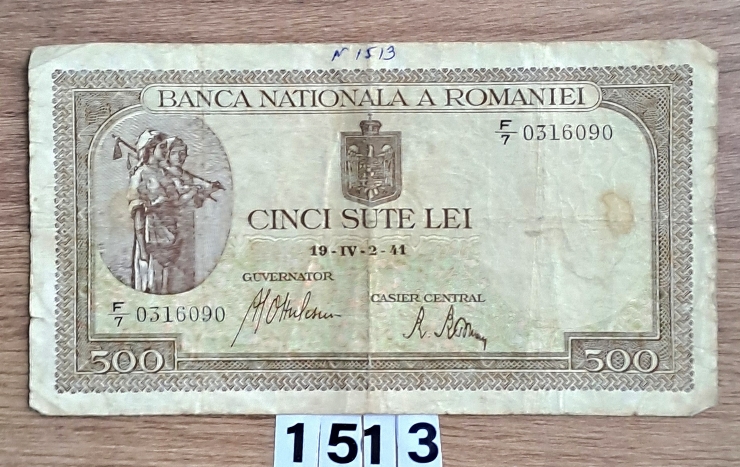 N 1513
BANCA NATIONALA A ROMANIEI
F/7 0316090
CINCI SUTE LEI
19-IV-2-41
GUVERNATOR
CASIER CENTRAL
F/7 0316090
500 500
1513